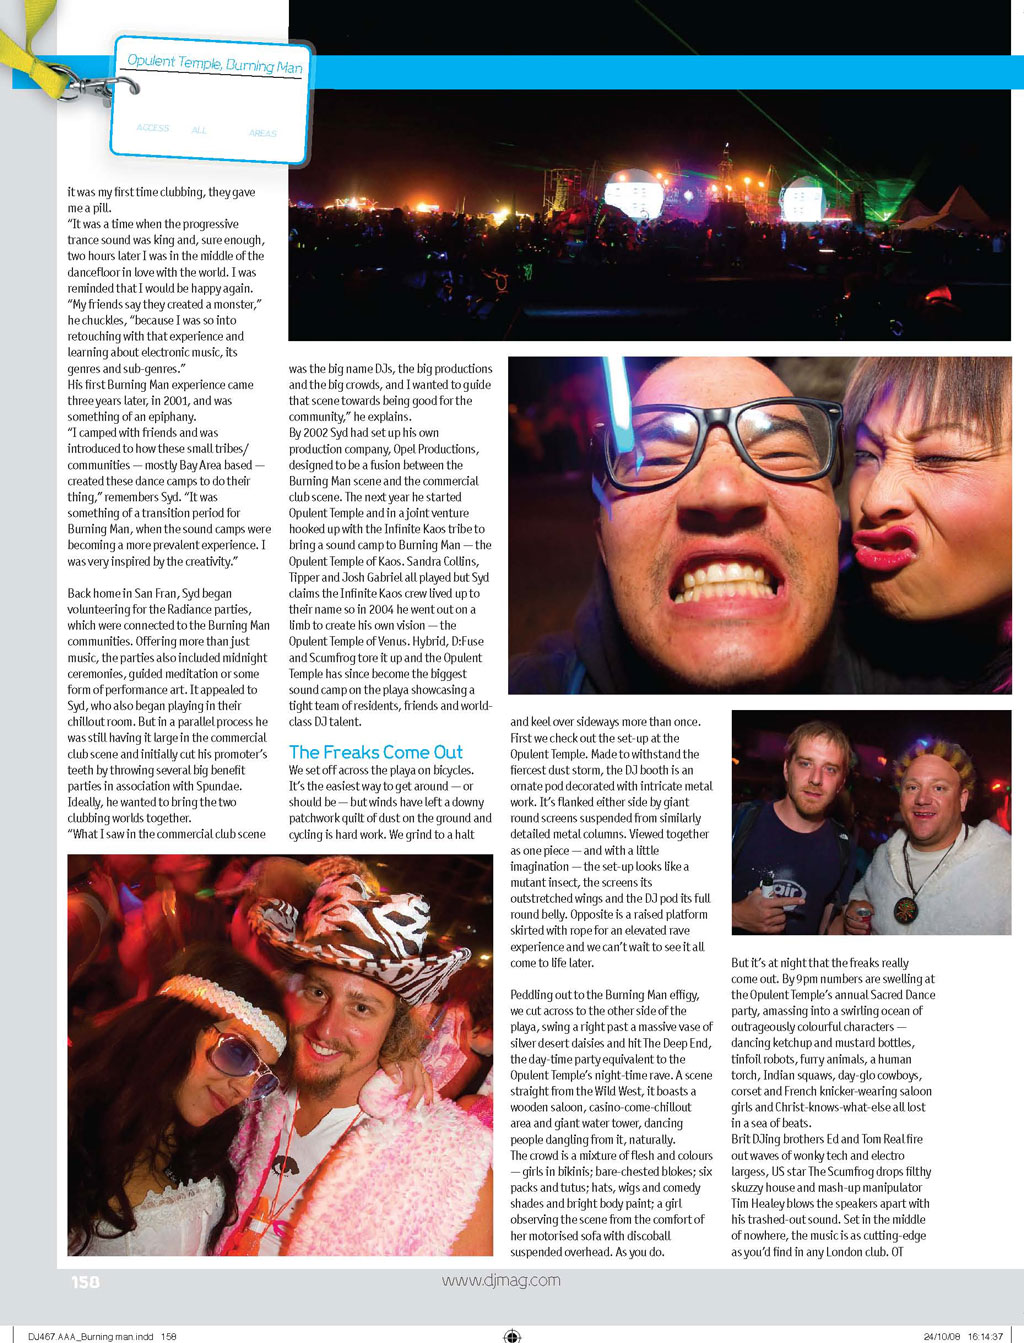 Opulent Temple, Burning Man
ACCESS ALL AREAS
it was my first time clubbing, they gave
me a pill.
“It was a time when the progressive
trance sound was king and, sure enough,
two hours later I was in the middle of the
dancefloor in love with the world. I was
reminded that I would be happy again.
“My friends say they created a monster,”
he chuckles, “because I was so into
retouching with that experience and
learning about electronic music, its
genres and sub-genres.”
His first Burning Man experience came
three years later, in 2001, and was
something of an epiphany.
“I camped with friends and was
introduced to how these small tribes/
communities — mostly Bay Area based —
created these dance camps to do their
thing,” remembers Syd. “It was
something of a transition period for
Burning Man, when the sound camps were
becoming a more prevalent experience. I
was very inspired by the creativity.”
Back home in San Fran, Syd began
volunteering for the Radiance parties,
which were connected to the Burning Man
communities. Offering more than just
music, the parties also included midnight
ceremonies, guided meditation or some
form of performance art. It appealed to
Syd, who also began playing in their
chillout room. But in a parallel process he
was still having it large in the commercial
club scene and initially cut his promoter’s
teeth by throwing several big benefit
parties in association with Spundae.
Ideally, he wanted to bring the two
clubbing worlds together.
“What I saw in the commercial club scene
was the big name DJs, the big productions
and the big crowds, and I wanted to guide
that scene towards being good for the
community,” he explains.
By 2002 Syd had set up his own
production company, Opel Productions,
designed to be a fusion between the
Burning Man scene and the commercial
club scene. The next year he started
Opulent Temple and in a joint venture
hooked up with the Infinite Kaos tribe to
bring a sound camp to Burning Man — the
Opulent Temple of Kaos. Sandra Collins,
Tipper and Josh Gabriel all played but Syd
claims the Infinite Kaos crew lived up to
their name so in 2004 he went out on a
limb to create his own vision — the
Opulent Temple of Venus. Hybrid, D:Fuse
and Scumfrog tore it up and the Opulent
Temple has since become the biggest
sound camp on the playa showcasing a
tight team of residents, friends and world-
class DJ talent.
The Freaks Come Out
We set off across the playa on bicycles.
It’s the easiest way to get around — or
should be — but winds have left a downy
patchwork quilt of dust on the ground and
cycling is hard work. We grind to a halt
and keel over sideways more than once.
First we check out the set-up at the
Opulent Temple. Made to withstand the
fiercest dust storm, the DJ booth is an
ornate pod decorated with intricate metal
work. It’s flanked either side by giant
round screens suspended from similarly
detailed metal columns. Viewed together
as one piece — and with a little
imagination — the set-up looks like a
mutant insect, the screens its
outstretched wings and the DJ pod its full
round belly. Opposite is a raised platform
skirted with rope for an elevated rave
experience and we can’t wait to see it all
come to life later.
Peddling out to the Burning Man effigy,
we cut across to the other side of the
playa, swing a right past a massive vase of
silver desert daisies and hit The Deep End,
the day-time party equivalent to the
Opulent Temple’s night-time rave. A scene
straight from the Wild West, it boasts a
wooden saloon, casino-come-chillout
area and giant water tower, dancing
people dangling from it, naturally.
The crowd is a mixture of flesh and colours
— girls in bikinis; bare-chested blokes; six
packs and tutus; hats, wigs and comedy
shades and bright body paint; a girl
observing the scene from the comfort of
her motorised sofa with discoball
suspended overhead. As you do.
air
But it’s at night that the freaks really
come out. By 9pm numbers are swelling at
the Opulent Temple’s annual Sacred Dance
party, amassing into a swirling ocean of
outrageously colourful characters —
dancing ketchup and mustard bottles,
tinfoil robots, furry animals, a human
torch, Indian squaws, day-glo cowboys,
corset and French knicker-wearing saloon
girls and Christ-knows-what-else all lost
in a sea of beats.
Brit DJing brothers Ed and Tom Real fire
out waves of wonky tech and electro
largess, US star The Scumfrog drops filthy
skuzzy house and mash-up manipulator
Tim Healey blows the speakers apart with
his trashed-out sound. Set in the middle
of nowhere, the music is as cutting-edge
as you’d find in any London club. OT
158
www.djmag.com
DJ467.AAA_Burning man.indd 158
24/10/08 16:14:37